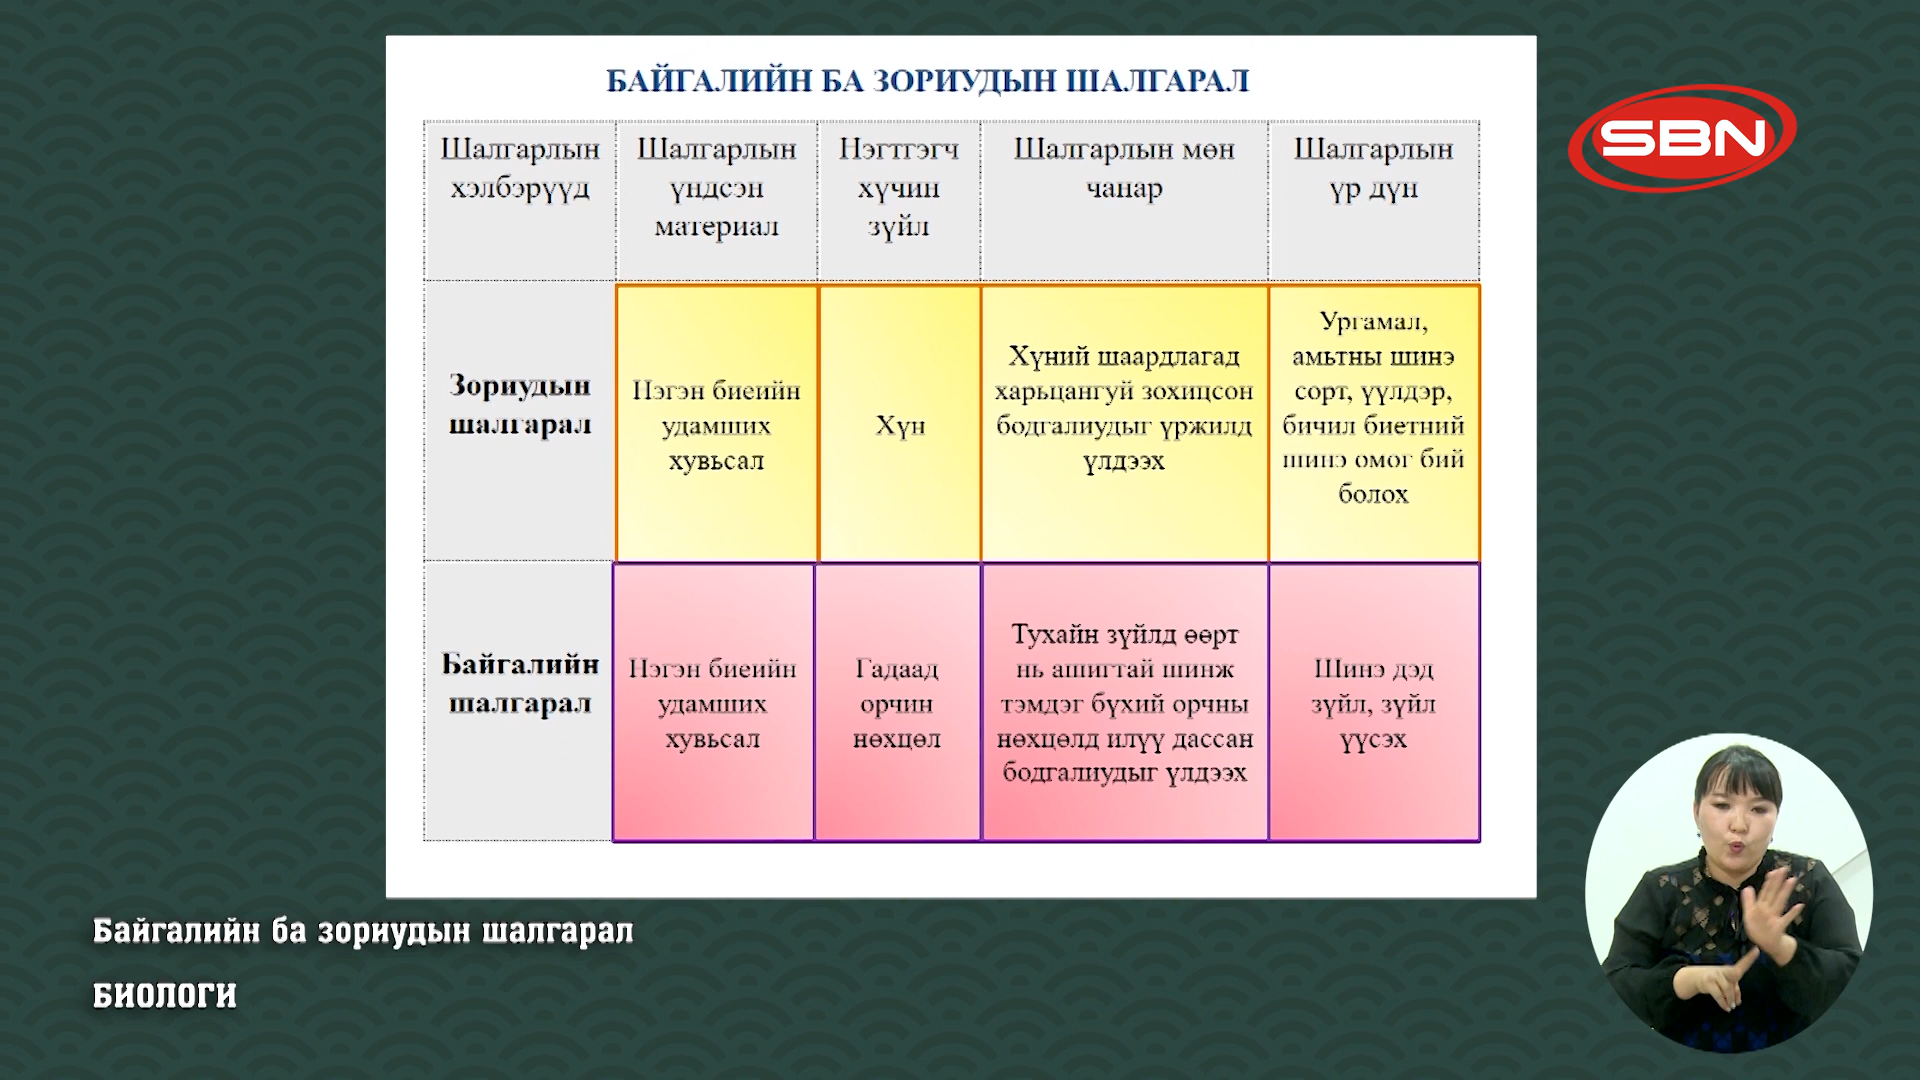 БАЙГАЛИЙН БА ЗОРИУДЫН ШАЛГАРАЛ
SBN
Шалгарлын
хэлбэрүүд
Шалгарлын
үндсэн
материал
Нэгтгэгч
хүчин
зүйл
Шалгарлын мөн
чанар
Шалгарлын
үр дүн
Зориудын
шалгарал
Нэгэн биеийн
удамших
хувьсал
Хүн
Хүний шаардлагад
харьцангуй зохицсон
бодгалиудыг үржилд
үлдээх
Ургамал,
амьтны шинэ
сорт, үүлдэр,
бичил биетний
шинэ омог бий
болох
Байгалийн
шалгарал
Нэгэн биеийн
удамших
хувьсал
Гадаад
орчин
нөхцөл
Тухайн зүйлд өөрт
нь ашигтай шинж
тэмдэг бүхий орчны
нөхцөлд илүү дассан
бодгалиудыг үлдээх
Шинэ дэд
зүйл, зүйл
үүсэх
Байгалийн ба зориудын шалгарал
БИОЛОГИ